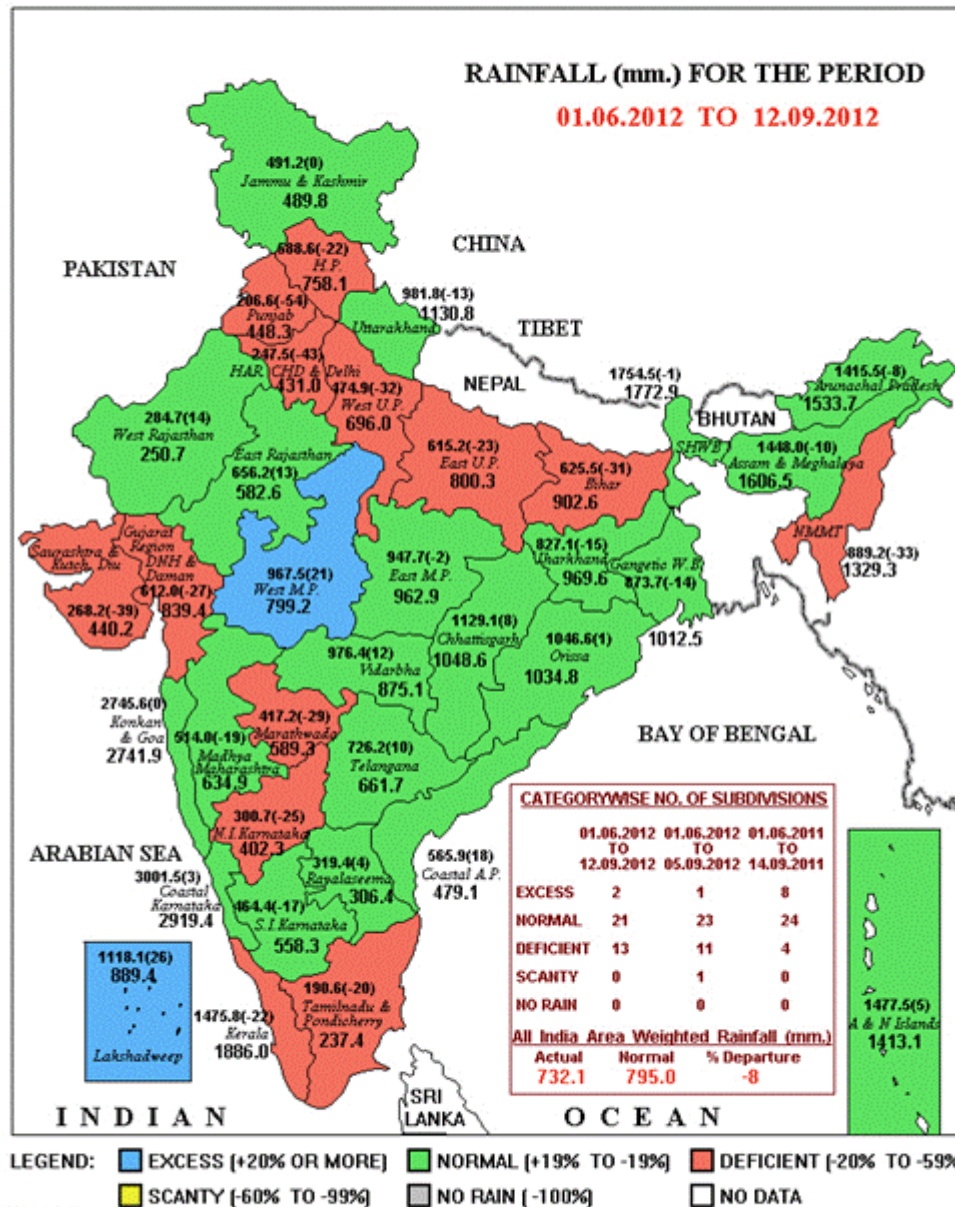 RAINFALL (mm.) FOR THE PERIOD
01.06.2012 TO 12.09.2012
491.2(0)
Jammu & Kashmir
489.8
CHINA
PAKISTAN
588.6(-22)
H.P.
758.1
981.8(-13)
1130.8
Uttarakhand
206.6(-54)
Punjab
448.3
TIBET
247.5(-43)
HAR. CHD & Delhi
431.0
NEPAL
474.9(-32)
West U.P.
696.0
1754.5(-1)
1772.9
BHUTAN
SHWB
1415.5(-8)
Arunachal Pradesh
1533.7
284.7(14)
West Rajasthan
250.7
East Rajasthan
656.2(13)
582.6
615.2(-23)
East U.P.
800.3
625.5(-31)
Bihar
902.6
1448.0(-10)
Assam & Meghalaya
1606.5
NMMT
889.2(-33)
1329.3
Saurashtra &
Kutch, Diu
268.2(-39)
440.2
Gujarat
Region
DNH &
Daman
612.0(-27)
839.4
967.5(21)
West M.P.
799.2
947.7(-2)
East M.P.
962.9
827.1(-15)
Jharkhand
969.6
Gangetic W.B.
873.7(-14)
1012.5
1129.1(8)
Chhattisgarh
1048.6
1046.6(1)
Orissa
1034.8
976.4(12)
Vidarbha
875.1
2745.6(0)
Konkan
& Goa
2741.9
514.0(-19)
Madhya
Maharashtra
634.9
417.2(-29)
Marathwada
589.3
726.2(10)
Telangana
661.7
BAY OF BENGAL
300.7(-25)
N.I.Karnataka
402.3
ARABIAN SEA
3001.5(3)
Coastal
Karnataka
2919.4
319.4(4)
Rayalaseema
306.4
565.9(18)
Coastal A.P.
479.1
464.4(-17)
S.I.Karnataka
558.3
1118.1(26)
889.4
Lakshadweep
1475.8(-22)
Kerala
1886.0
190.6(-20)
Tamilnadu &
Pondicherry
237.4
CATEGORYWISE NO. OF SUBDIVISIONS
01.06.2012 01.06.2012 01.06.2011
TO TO TO
12.09.2012 05.09.2012 14.09.2011
EXCESS 2 1 8
NORMAL 21 23 24
DEFICIENT 13 11 4
SCANTY 0 1 0
NO RAIN 0 0 0
All India Area Weighted Rainfall (mm.)
Actual Normal % Departure
732.1 795.0 -8
1477.5(5)
A & N Islands
1413.1
SRI
LANKA
INDIAN OCEAN
LEGEND: EXCESS (+20% OR MORE) NORMAL (+19% TO -19%) DEFICIENT (-20% TO -59%
SCANTY (-60% TO -99%) NO RAIN (-100%) NO DATA